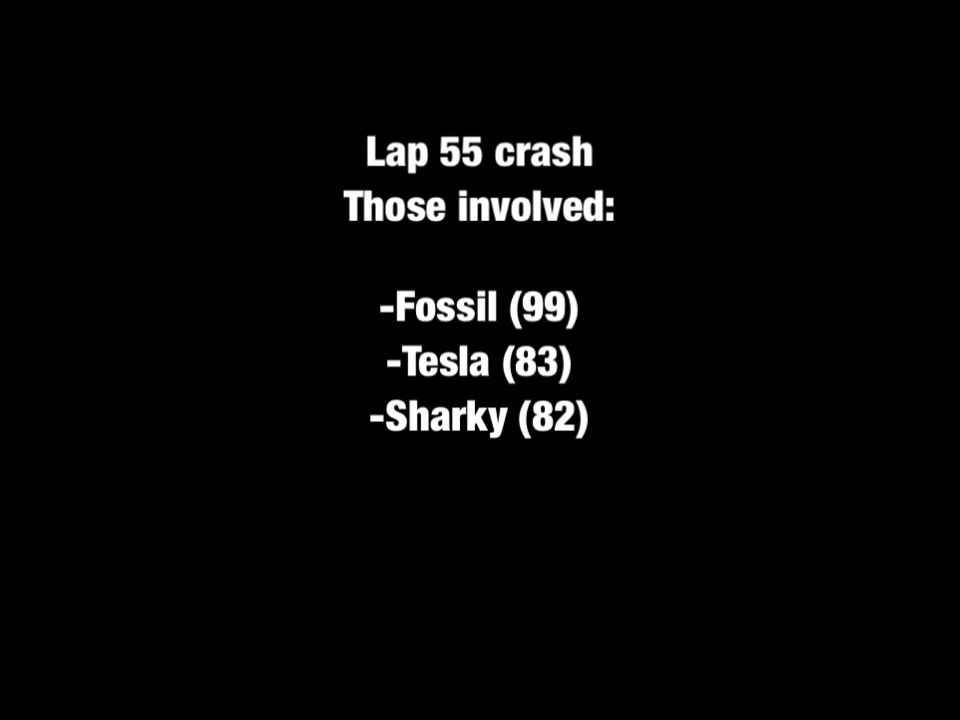 Lap 55 crash
Those involved:
-Fossil (99)
-Tesla (83)
-Sharky (82)